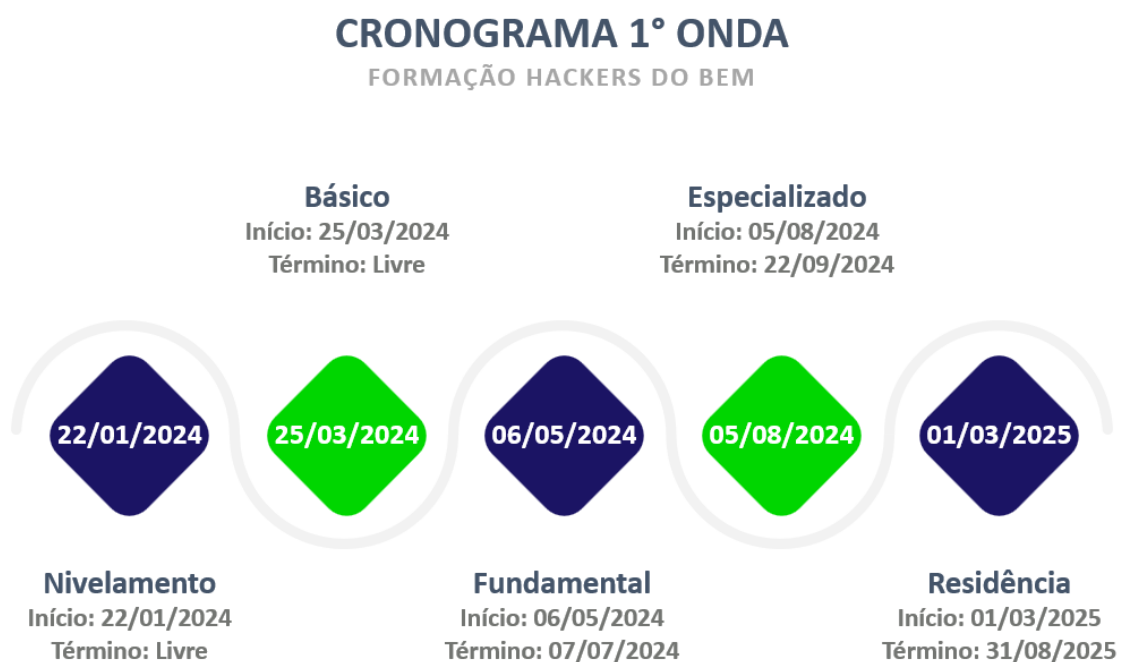 CRONOGRAMA 1° ONDA
FORMAÇÃO HACKERS DO BEM
Básico
Início: 25/03/2024
Término: Livre
Especializado
Início: 05/08/2024
Término: 22/09/2024
22/01/2024
25/03/2024
06/05/2024
05/08/2024
01/03/2025
Nivelamento
Início: 22/01/2024
Término: Livre
Fundamental
Início: 06/05/2024
Término: 07/07/2024
Residência
Início: 01/03/2025
Término: 31/08/2025